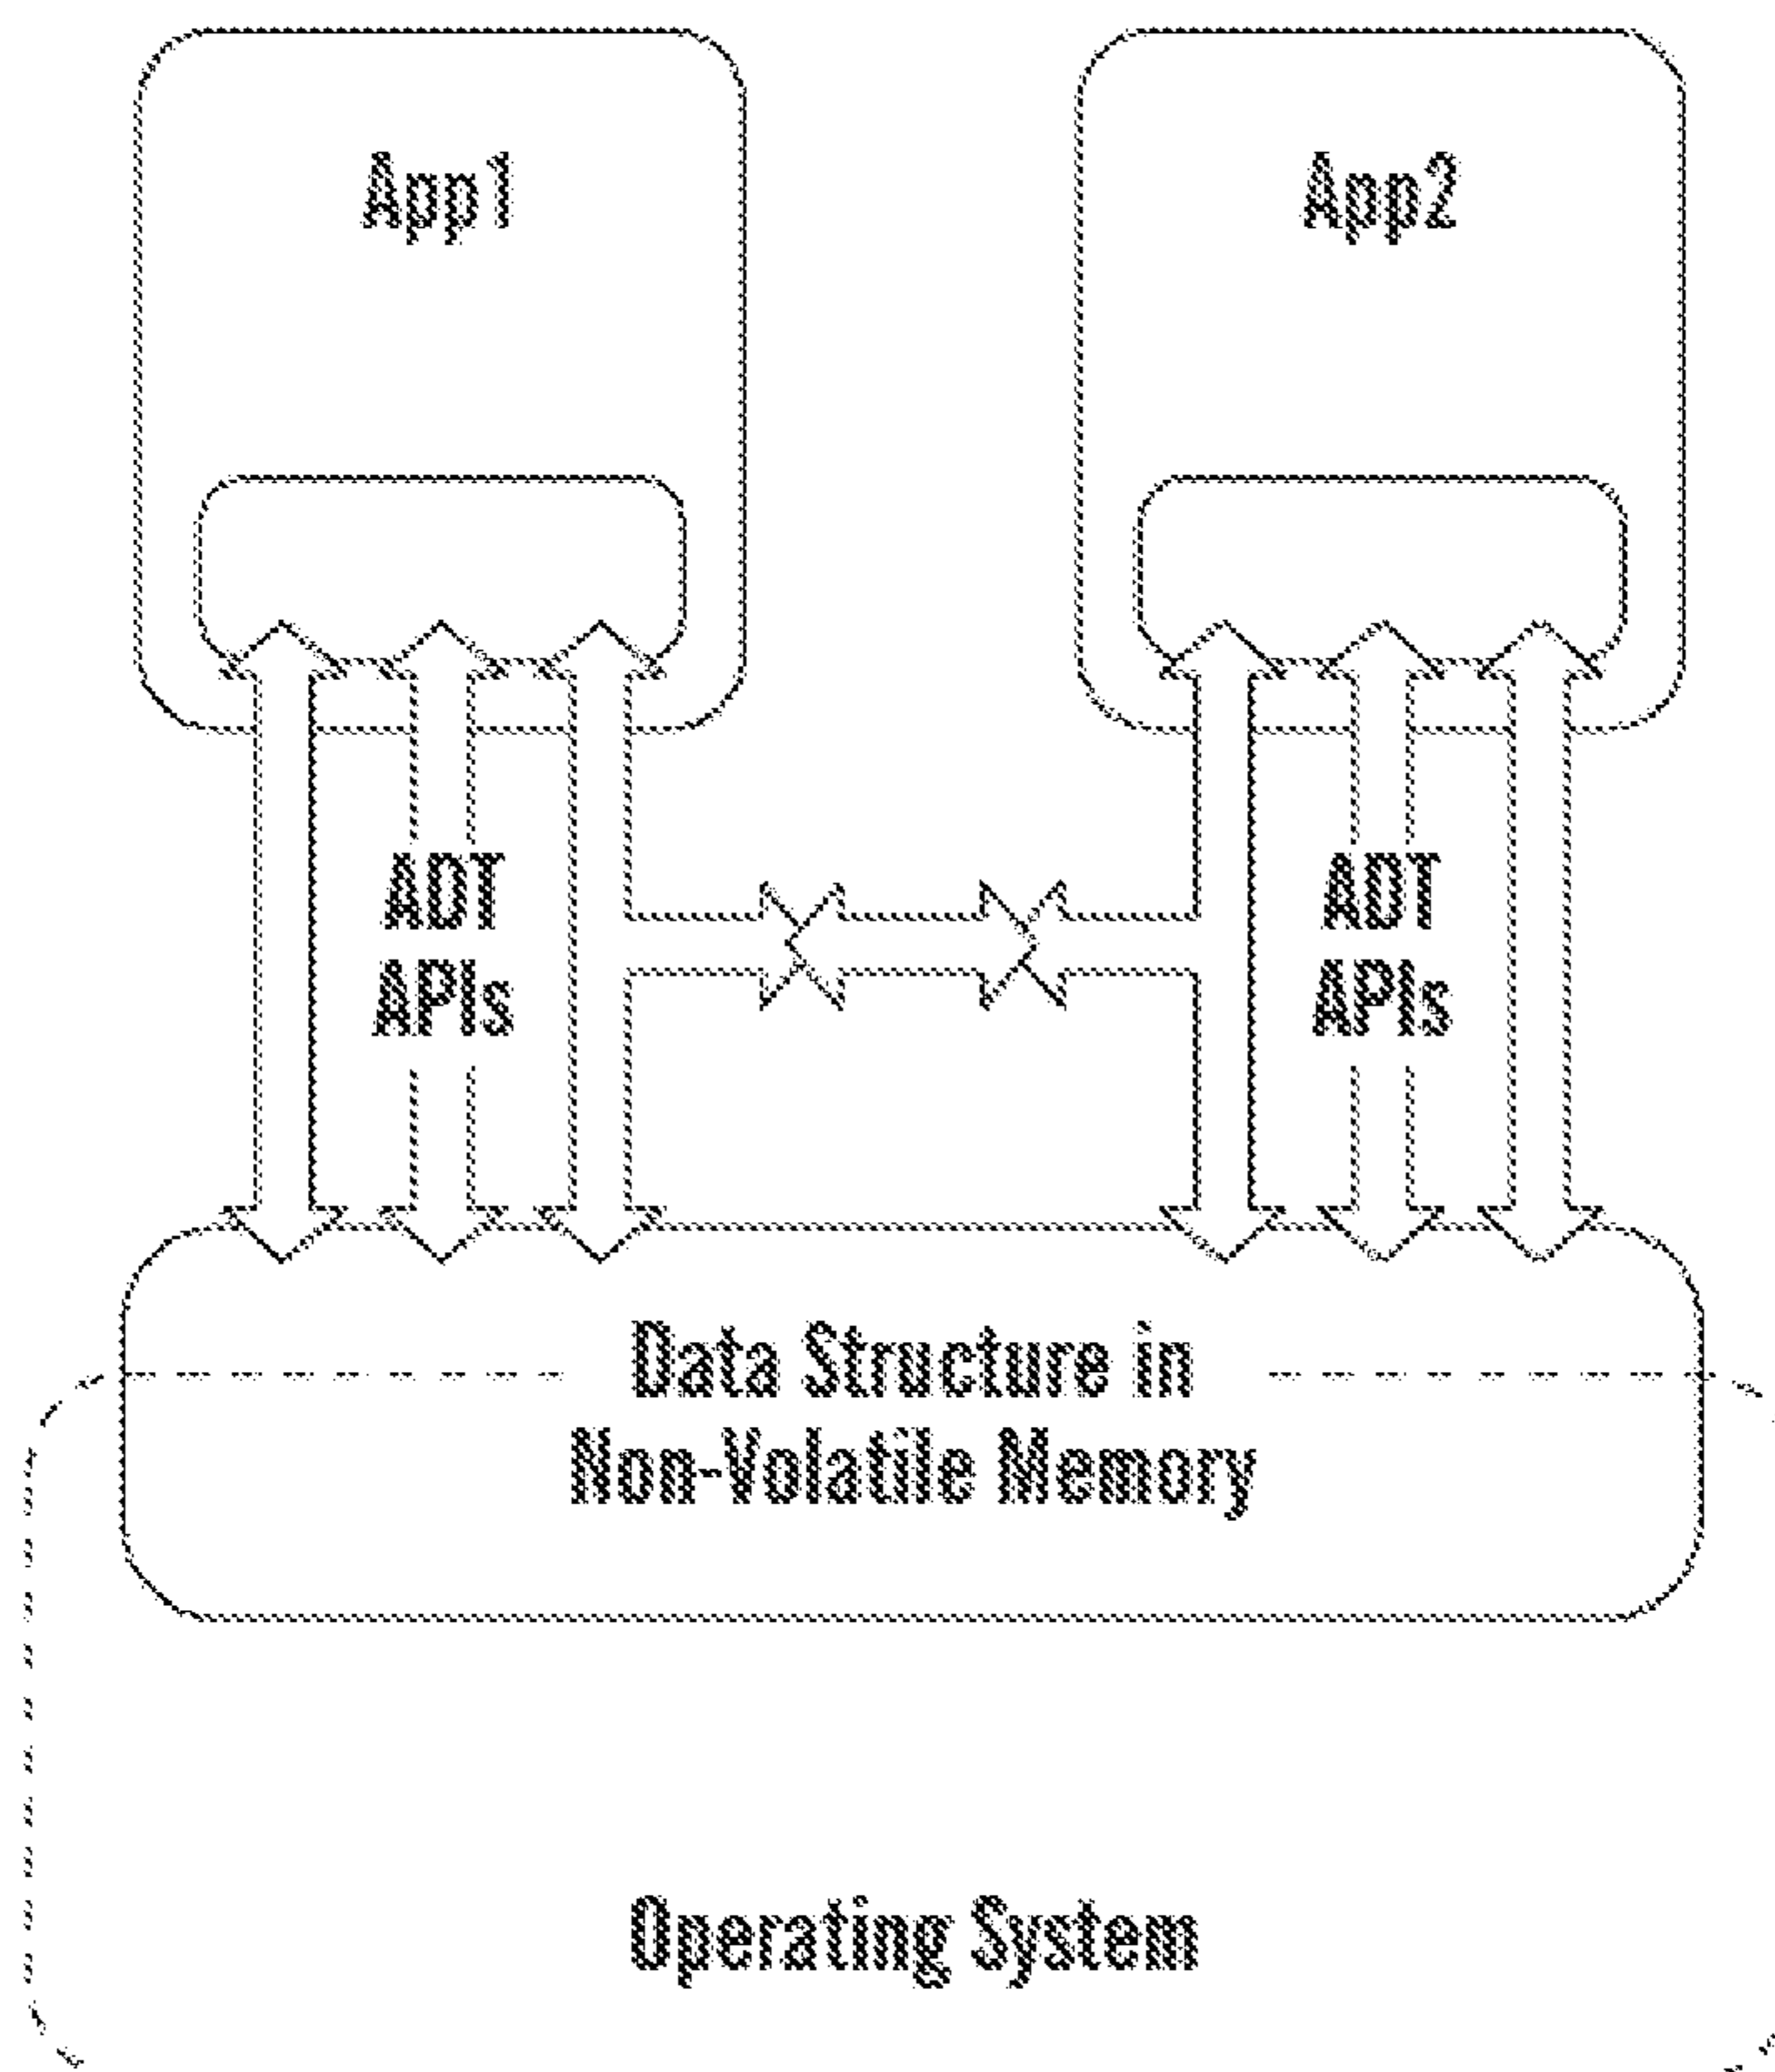 App1
App2
ADT
APIs
ADT
APIs
Data Structure in
Non-Volatile Memory
Operating System